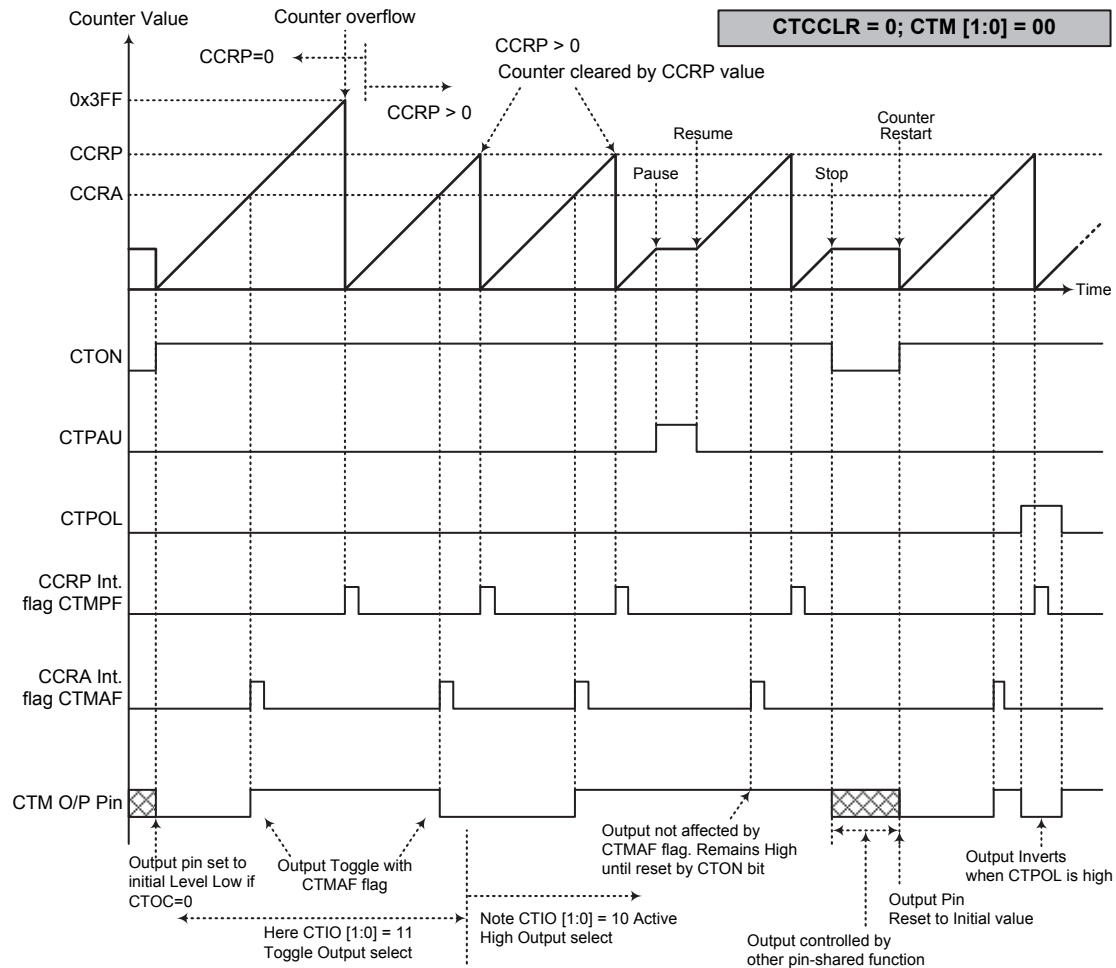 Counter Value
Counter overflow
CTCCLR = 0; CTM [1:0] = 00
CCRP=0
CCRP > 0
CCRP > 0
Counter cleared by CCRP value
0x3FF
CCRP
CCRA
Pause
Resume
Stop
Counter
Restart
Time
CTON
CTPAU
CTPOL
CCRP Int.
flag CTMPF
CCRA Int.
flag CTMAF
CTM O/P Pin
Output pin set to
initial Level Low if
CTOC=0
Output Toggle with
CTMAF flag
Output not affected by
CTMAF flag. Remains High
until reset by CTON bit
Output Inverts
when CTPOL is high
Output Pin
Reset to Initial value
Here CTIO [1:0] = 11
Toggle Output select
Note CTIO [1:0] = 10 Active
High Output select
Output controlled by
other pin-shared function